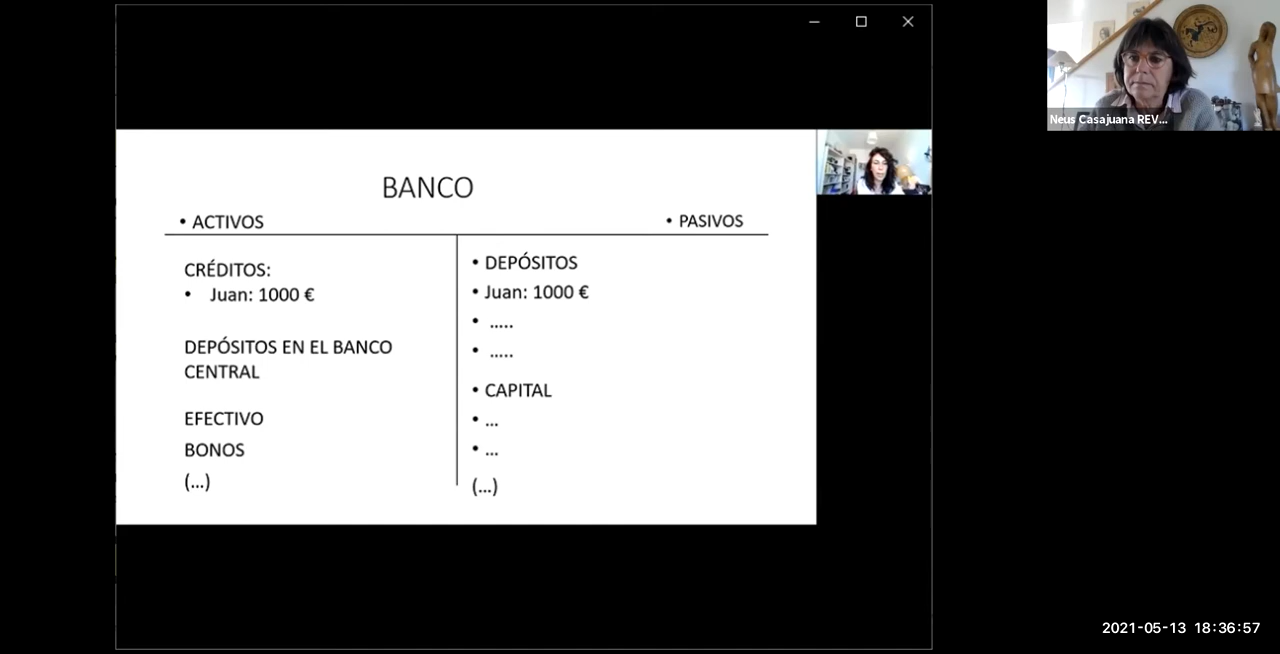 BANCO
• ACTIVOS
• PASIVOS
CRÉDITOS:
• Juan: 1000 €
DEPÓSITOS EN EL BANCO
CENTRAL
EFECTIVO
BONOS
(...)
• DEPÓSITOS
• Juan: 1000 €
• .....
• .....
• CAPITAL
• ...
• ...
(...)
Neus Casajuana REV...
2021-05-13 18:36:57